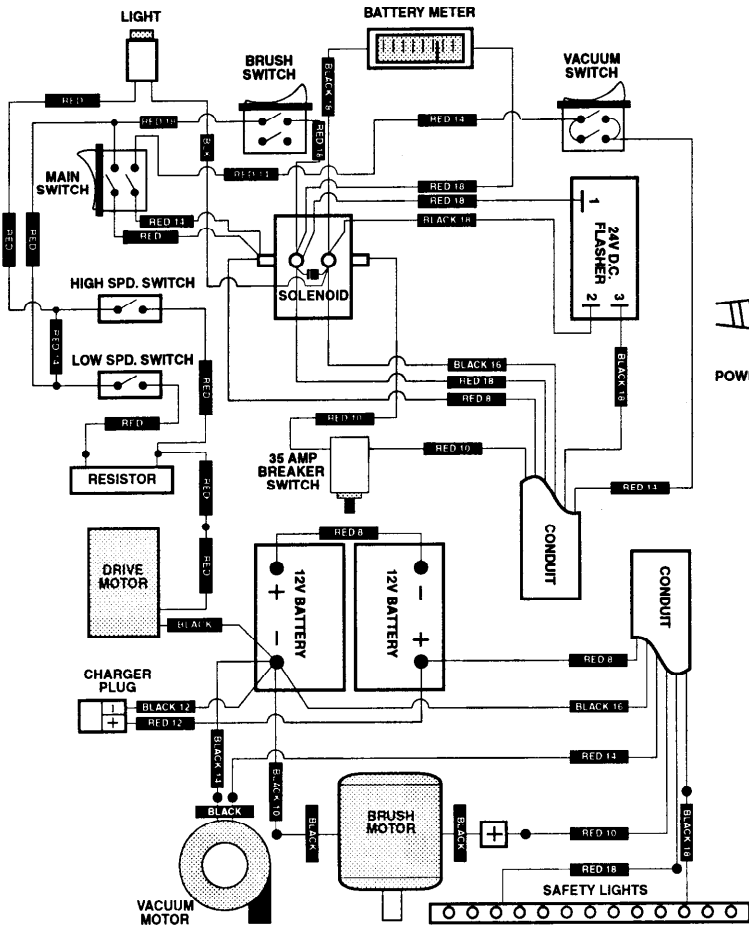 LIGHT
BATTERY METER
BRUSH
SWITCH
VACUUM
SWITCH
RED
BLACK 18
RED 18
RED 14
BLK
RED 18
MAIN
SWITCH
RED 14
RED 18
RED 18
BLACK 18
1
24V D.C.
FLASHER
2
3
RED 14
RED
RED
RED
SOLENOID
HIGH SPD. SWITCH
RED 14
LOW SPD. SWITCH
BLACK 16
RED 18
RED 8
BLACK 18
POW
RED
RED
RED 10
35 AMP
BREAKER
SWITCH
RED 10
RED 14
RESISTOR
RED
CONDUIT
RED 8
DRIVE
MOTOR
RED
12V BATTERY
+
-
12V BATTERY
-
+
CONDUIT
BLACK
RED 8
CHARGER
PLUG
-
+
BLACK 12
RED 12
BLACK 16
BLACK 14
BLACK 10
RED 14
BLACK
BRUSH
MOTOR
BLACK
BLACK
+
RED 10
BLACK 18
RED 18
SAFETY LIGHTS
VACUUM
MOTOR